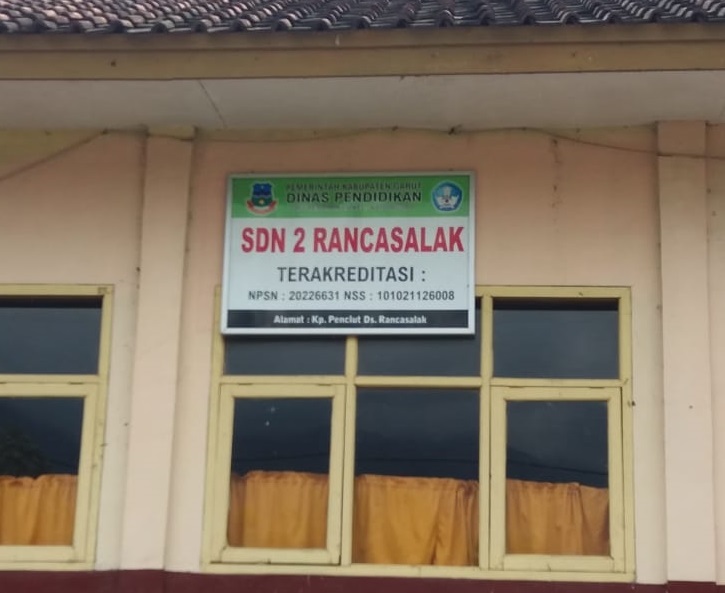 PEMERINTAH KABUPATEN GARUT
DINAS PENDIDIKAN
SDN 2 RANCASALAK
TERAKREDITASI :
NPSN : 20226631 NSS : 101021126008
Alamat : Kp. Penclut Ds. Rancasalak